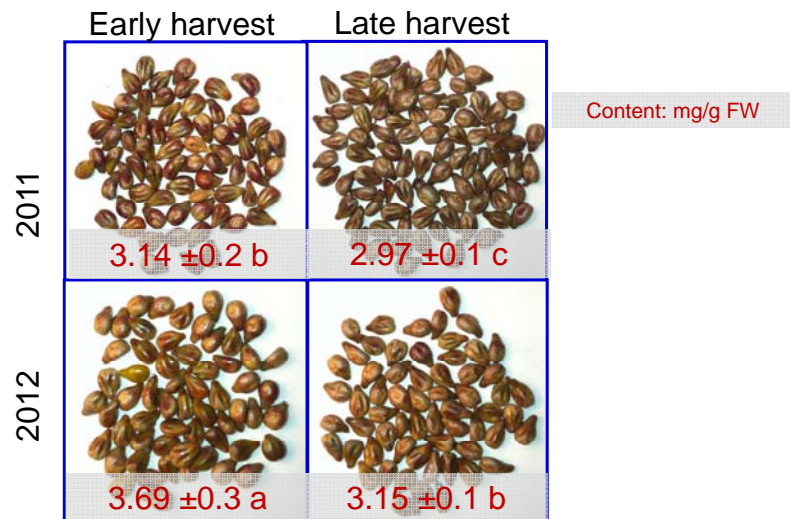 Early harvest Late harvest
Content: mg/g FW
2011
3.14 ±0.2 b 2.97 ±0.1 c
2012
3.69 ±0.3 a 3.15 ±0.1 b